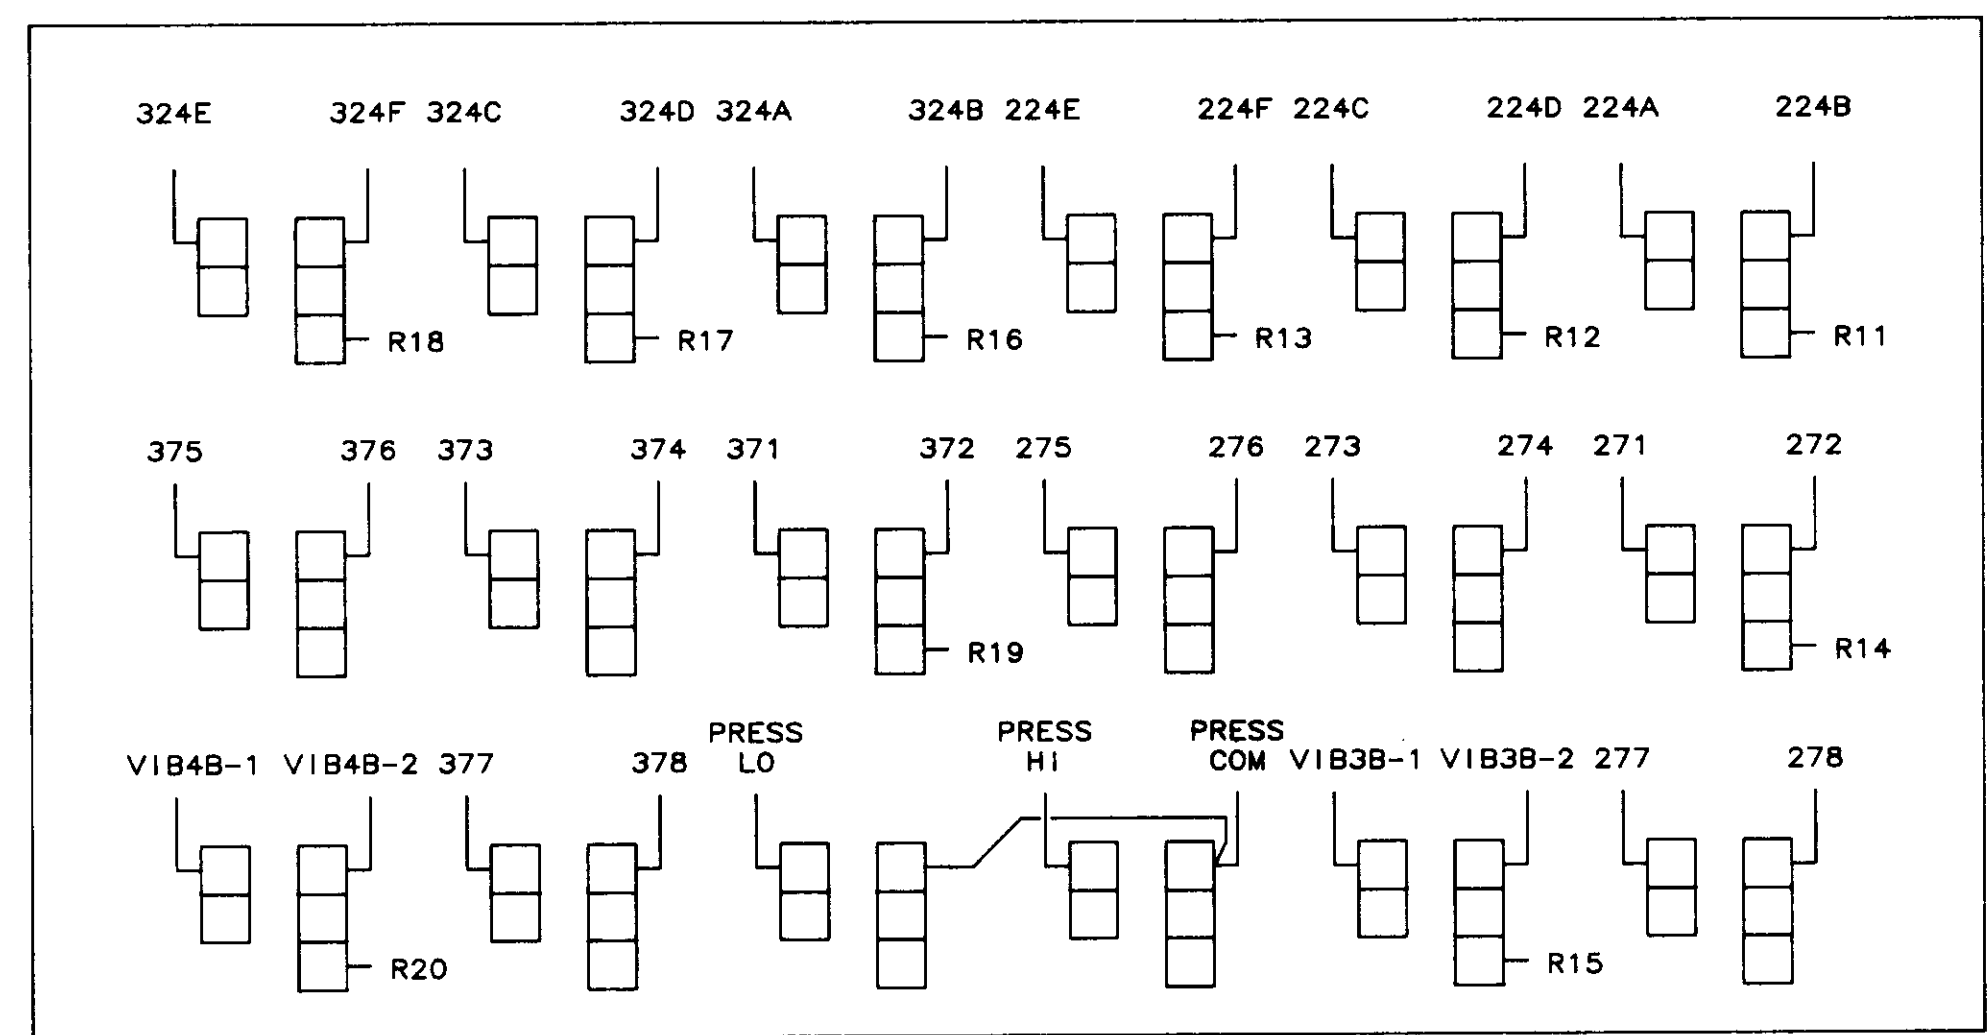 324E 324F 324C 324D 324A 324B 224E 224F 224C 224D 224A 224B
R18 R17 R16 R13 R12 R11
375 376 373 374 371 372 275 276 273 274 271 272
R19 R14
PRESS PRESS PRESS
VIB4B-1 VIB4B-2 377 378 LO HI COM VIB3B-1 VIB3B-2 277 278
R20 R15